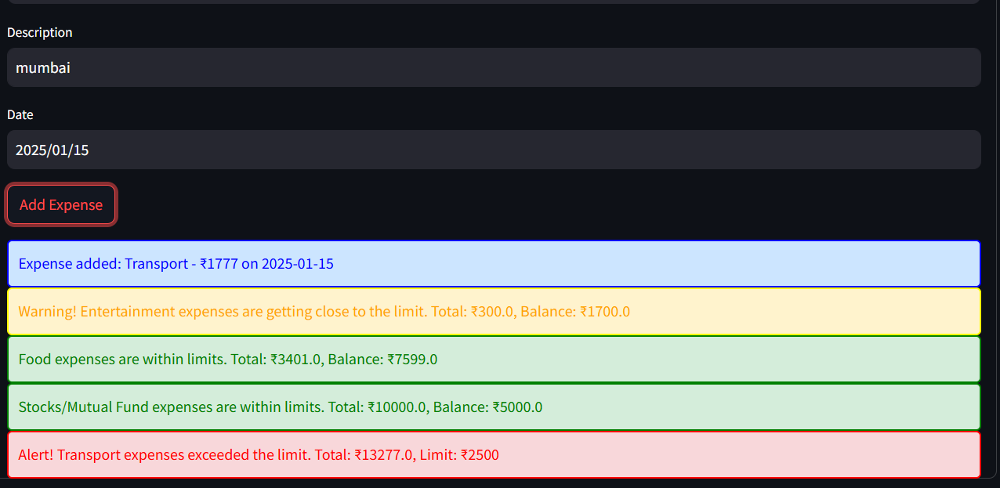 Description
mumbai
Date
2025/01/15
Add Expense
Expense added: Transport - ₹1777 on 2025-01-15
Warning! Entertainment expenses are getting close to the limit. Total: ₹300.0, Balance: ₹1700.0
Food expenses are within limits. Total: ₹3401.0, Balance: ₹7599.0
Stocks/Mutual Fund expenses are within limits. Total: ₹10000.0, Balance: ₹5000.0
Alert! Transport expenses exceeded the limit. Total: ₹13277.0, Limit: ₹2500